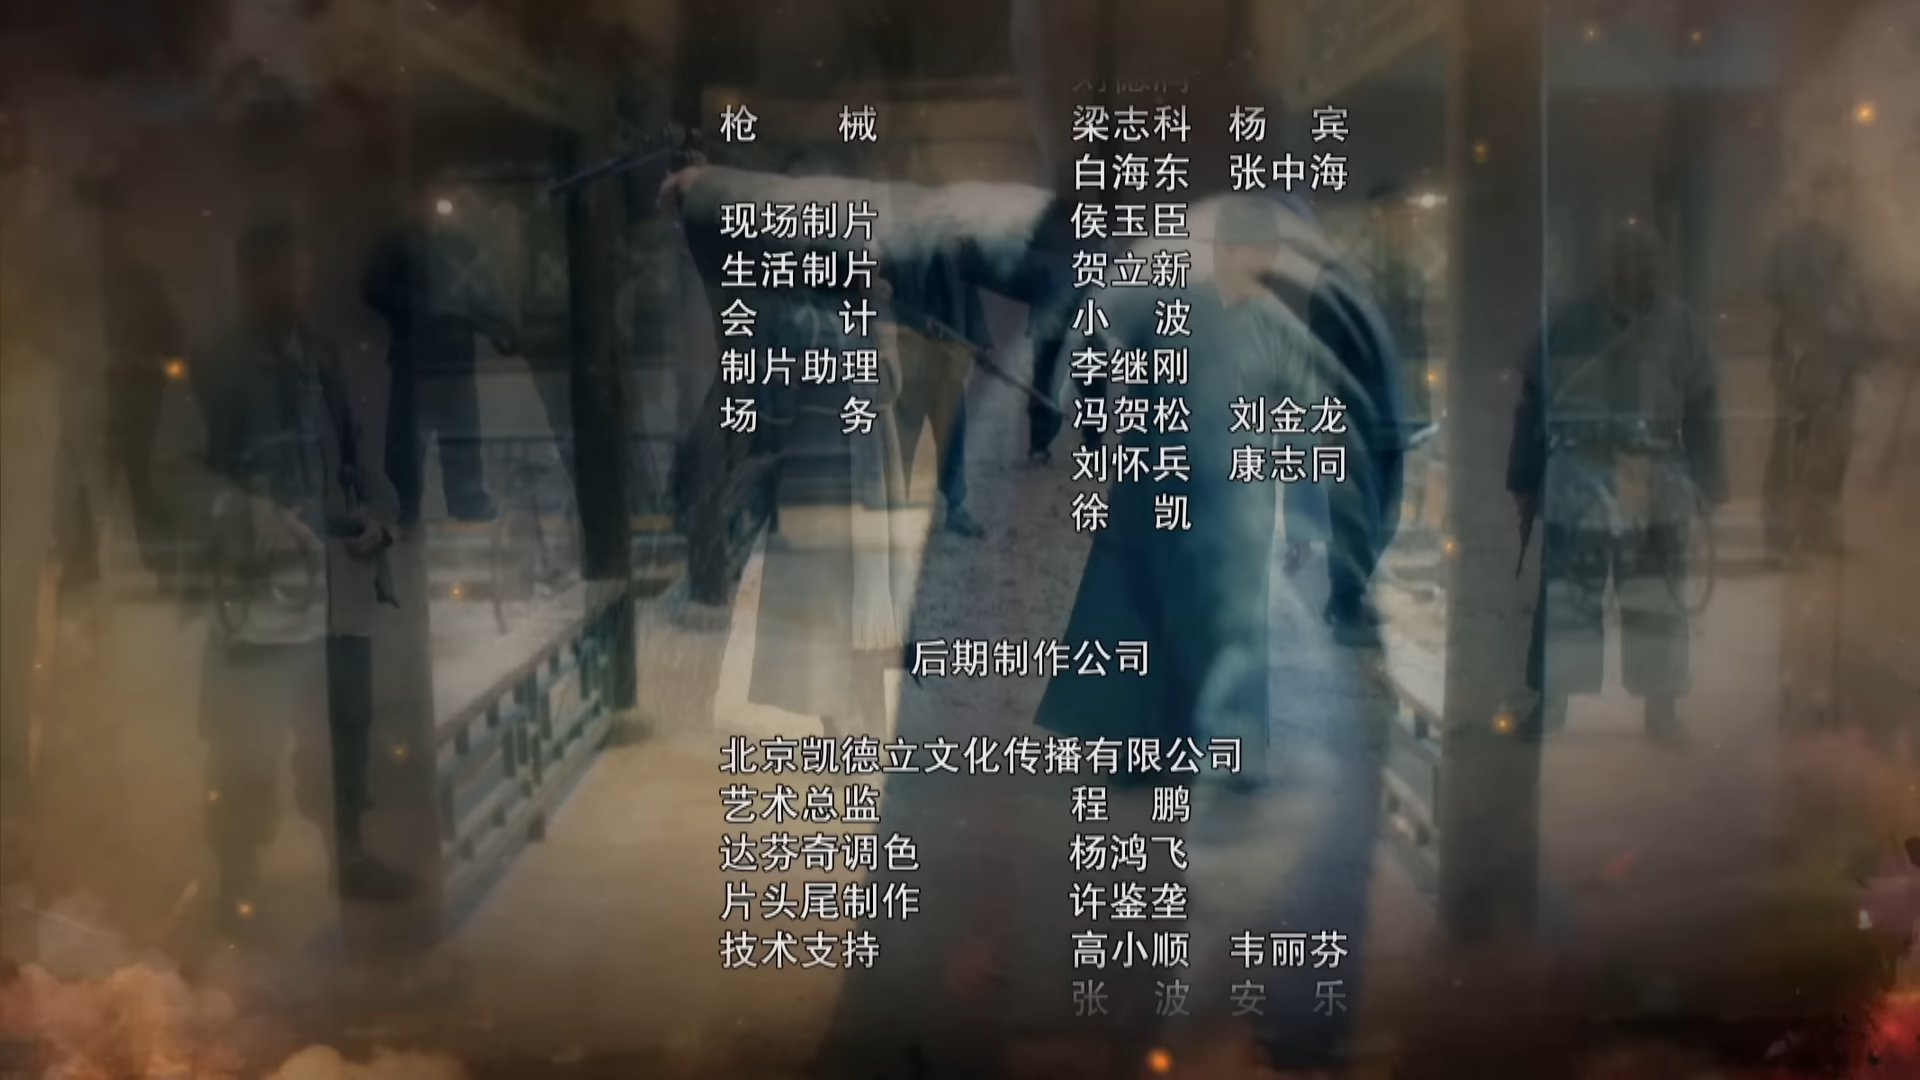 枪 械 梁志科 杨 宾
白海东 张中海
现场制片 侯玉臣
生活制片 贺立新
会 计 小 波
制片助理 李继刚
场 务 冯贺松 刘金龙
刘怀兵 康志同
徐 凯
后期制作公司
北京凯德立文化传播有限公司
艺术总监 程 鹏
达芬奇调色 杨鸿飞
片头尾制作 许鉴垄
技术支持 高小顺 韦丽芬
张 波 安 乐